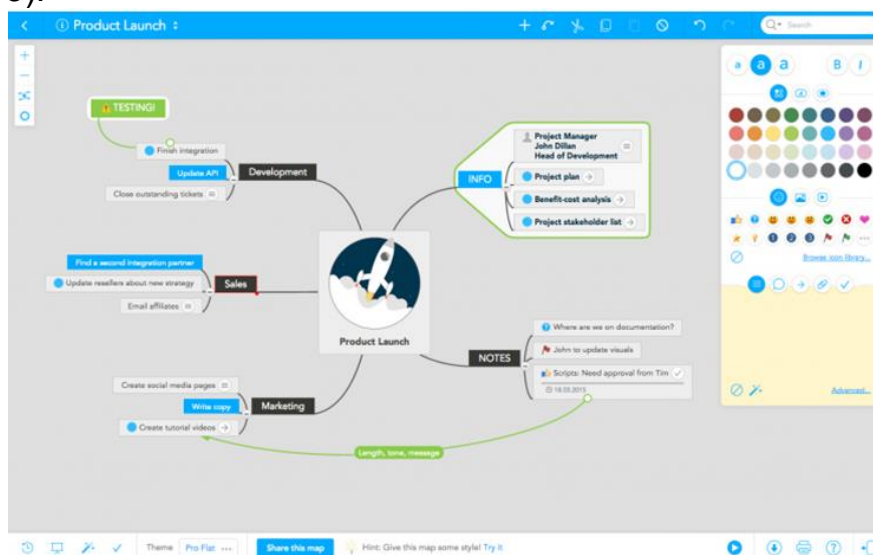 Product Launch
Search
TESTING!
Finish integration
Update API
Close outstanding tickets
Development
Find a second integration partner
Update resellers about new strategy
Email affiliates
Sales
Create social media pages
Write copy
Create tutorial videos
Marketing
Product Launch
INFO
Project Manager
John Dillan
Head of Development
Project plan
Benefit-cost analysis
Project stakeholder list
NOTES
Where are we on documentation?
John to update visuals
Scripts: Need approval from Tim
18.03.2015
Length, tone, message
a a a B I
1 2 3
Browse icon library...
Advanced...
Theme Pro Flat ... Share this map Hint: Give this map some style! Try it